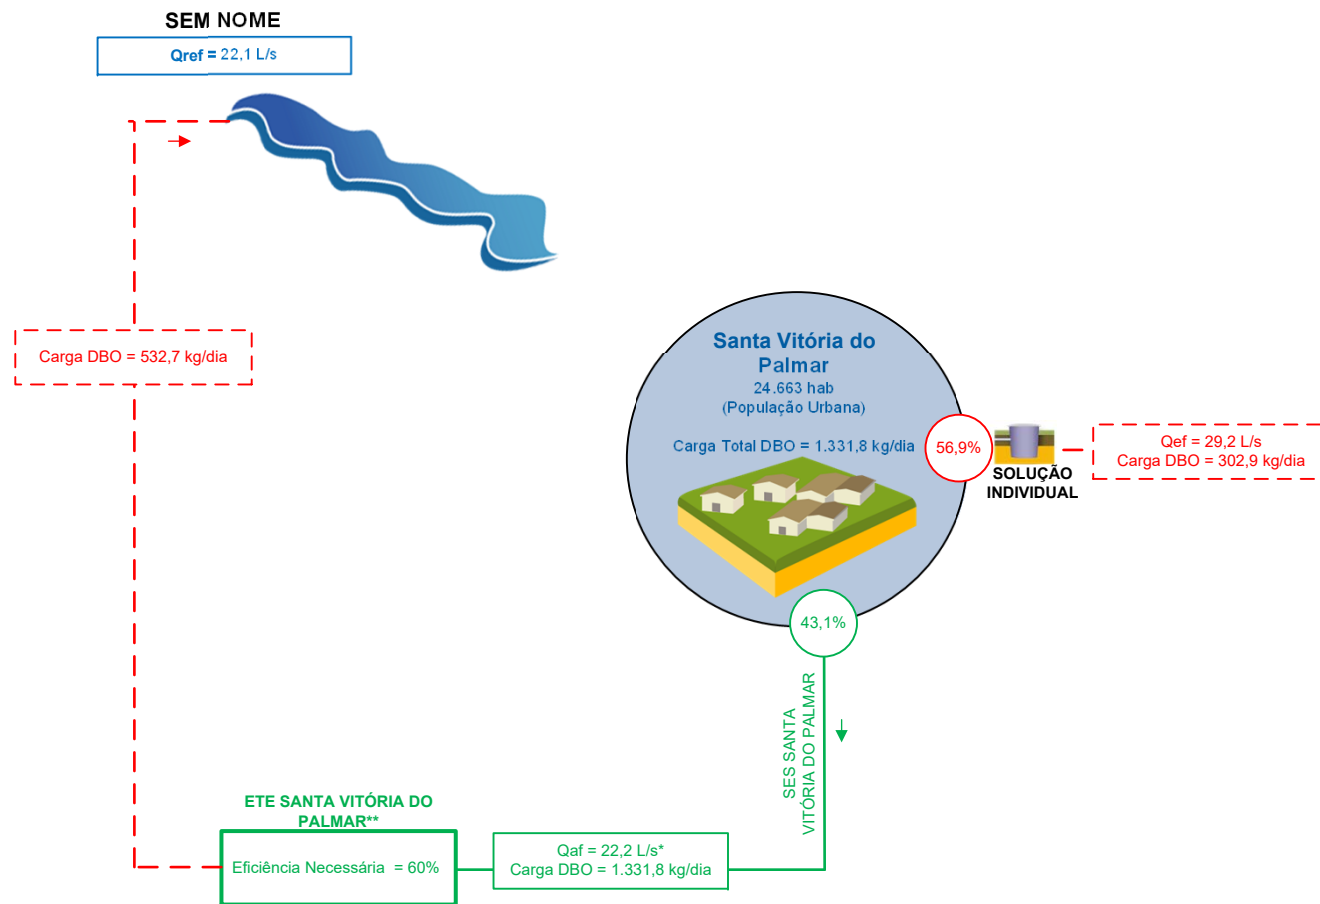 SEM NOME
Qref = 22,1 L/s
Carga DBO = 532,7 kg/dia
Santa Vitória do
Palmar
24.663 hab
(População Urbana)
Carga Total DBO = 1.331,8 kg/dia
56,9%
SOLUÇÃO
INDIVIDUAL
Qef = 29,2 L/s
Carga DBO = 302,9 kg/dia
43,1%
SES SANTA
VITÓRIA DO PALMAR
ETE SANTA VITÓRIA DO
PALMAR**
Eficiência Necessária = 60%
Qaf = 22,2 L/s*
Carga DBO = 1.331,8 kg/dia